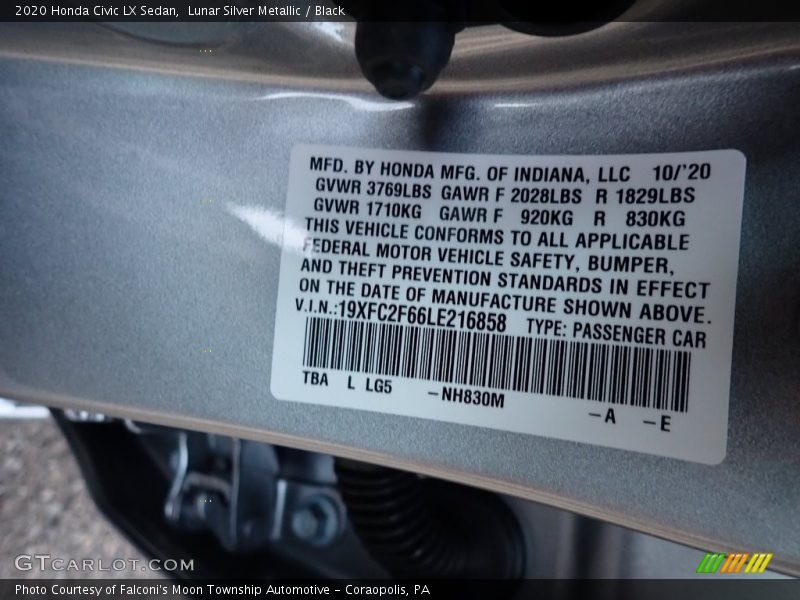 2020 Honda Civic LX Sedan, Lunar Silver Metallic / Black
MFD. BY HONDA MFG. OF INDIANA, LLC 10/'20
GVWR 3769LBS GAWR F 2028LBS R 1829LBS
GVWR 1710KG GAWR F 920KG R 830KG
THIS VEHICLE CONFORMS TO ALL APPLICABLE
FEDERAL MOTOR VEHICLE SAFETY, BUMPER,
AND THEFT PREVENTION STANDARDS IN EFFECT
ON THE DATE OF MANUFACTURE SHOWN ABOVE.
V.I.N.:19XFC2F66LE216858 TYPE: PASSENGER CAR
TBA L LG5 –NH830M –A –E
GTCARLOT.COM
Photo Courtesy of Falconi's Moon Township Automotive – Coraopolis, PA